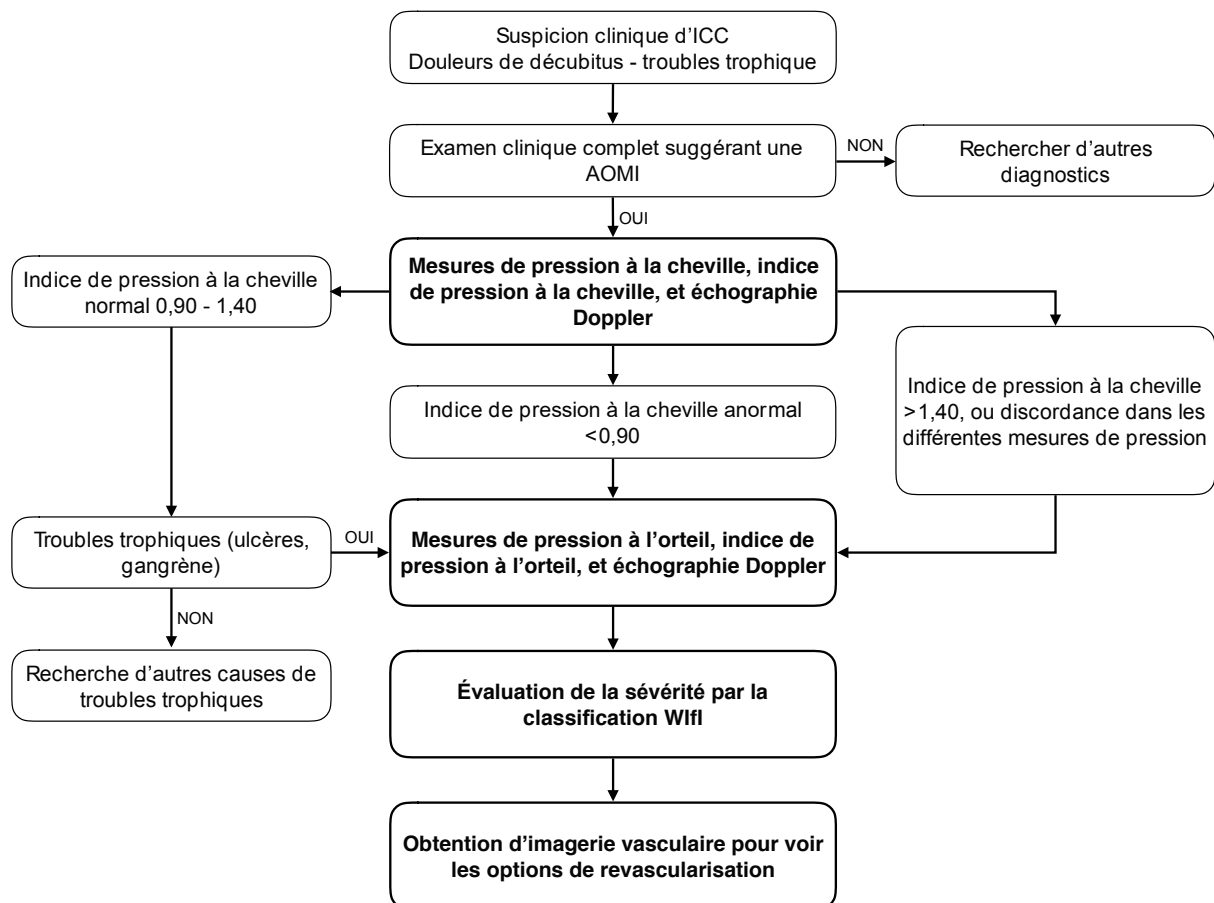 Suspicion clinique d’ICC
Douleurs de décubitus - troubles trophique
Examen clinique complet suggérant une
AOMI
NON
Rechercher d’autres
diagnostics
OUI
Mesures de pression à la cheville, indice
de pression à la cheville, et échographie
Doppler
Indice de pression à la cheville
normal 0,90 - 1,40
Indice de pression à la cheville anormal
<0,90
Indice de pression à la cheville
>1,40, ou discordance dans les
différentes mesures de pression
Troubles trophiques (ulcères,
gangrène)
OUI
Mesures de pression à l’orteil, indice de
pression à l’orteil, et échographie Doppler
NON
Recherche d’autres causes de
troubles trophiques
Évaluation de la sévérité par la
classification WIfI
Obtention d’imagerie vasculaire pour voir
les options de revascularisation